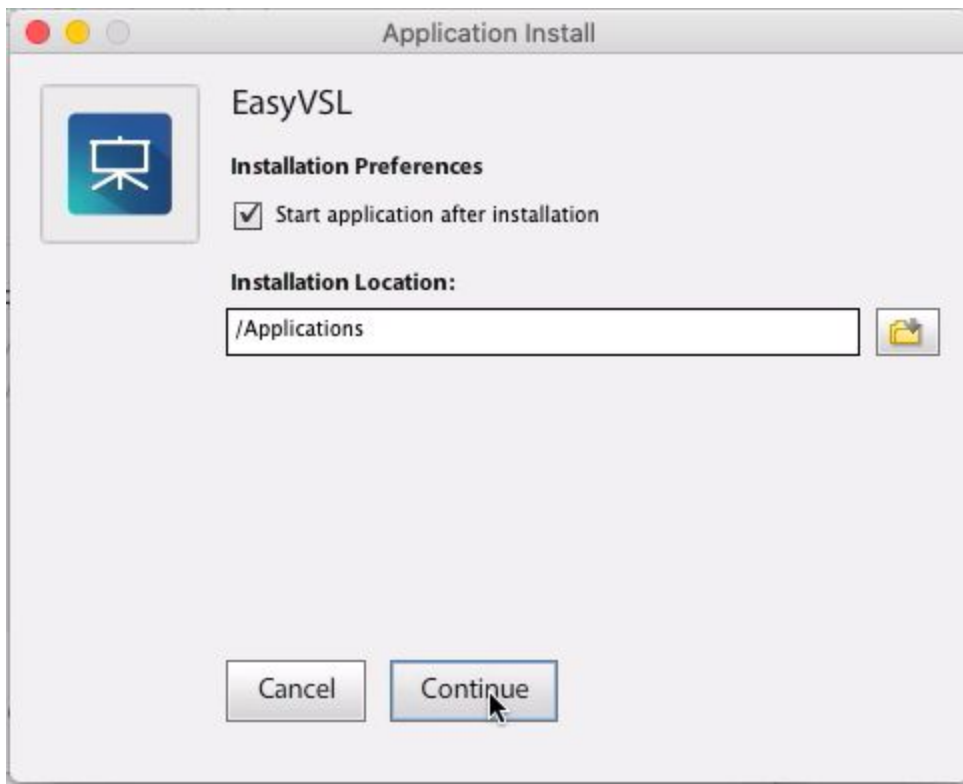 Application Install
EasyVSL
Installation Preferences
Start application after installation
Installation Location:
/Applications
Cancel
Continue